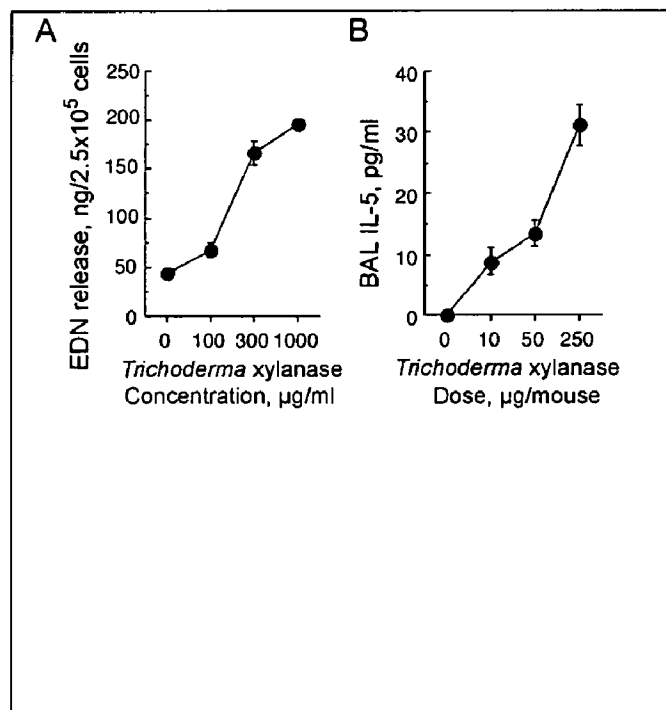 A
EDN release, ng/2.5x10⁵ cells
250
200
150
100
50
0
0 100 300 1000
Trichoderma xylanase
Concentration, µg/ml
B
BAL IL-5, pg/ml
40
30
20
10
0
0 10 50 250
Trichoderma xylanase
Dose, µg/mouse